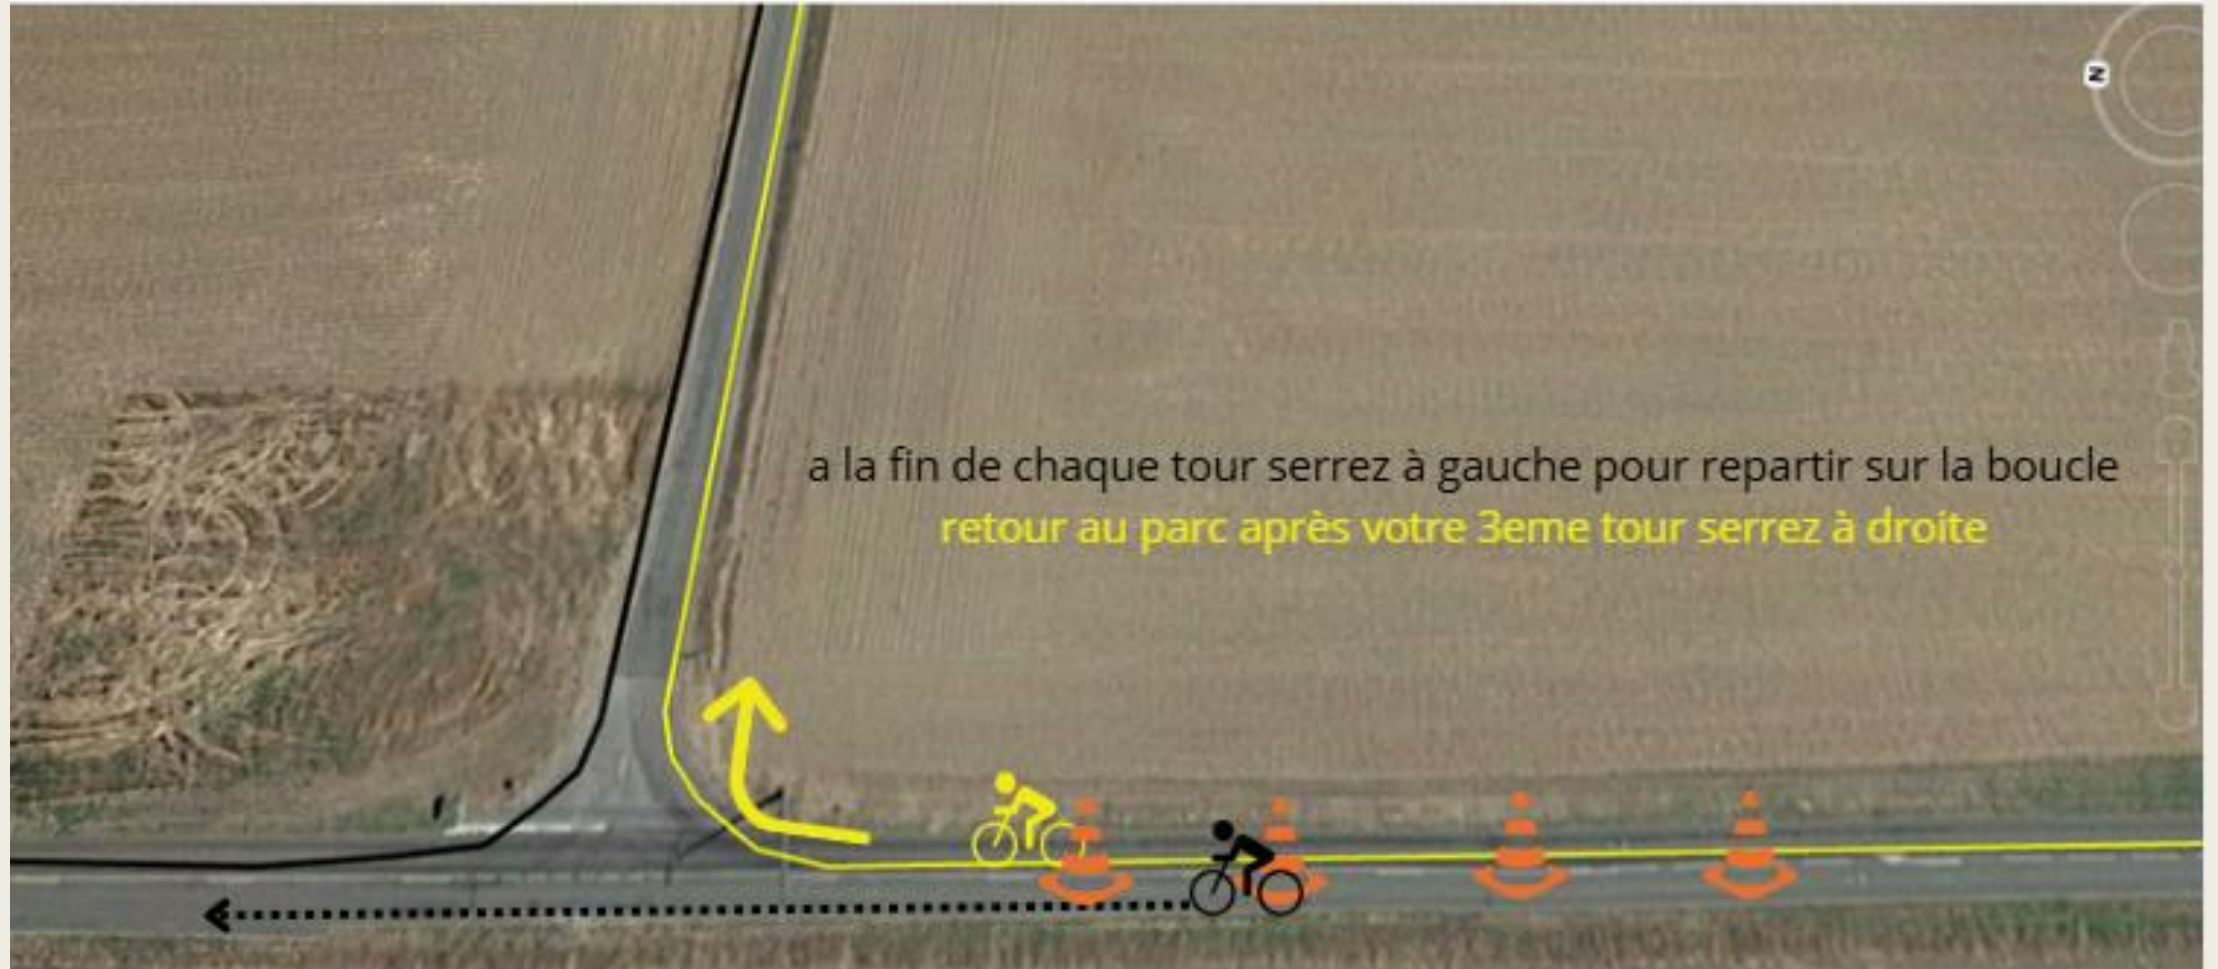 N
a la fin de chaque tour serrez à gauche pour repartir sur la boucle
retour au parc après votre 3eme tour serrez à droite